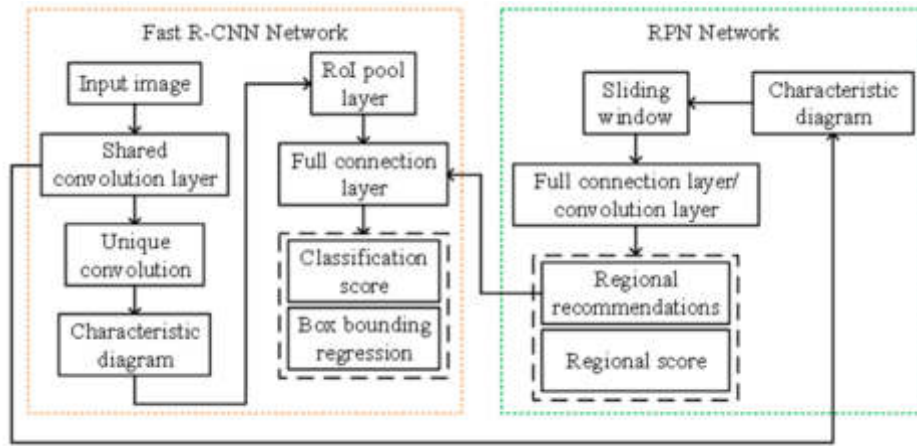 Fast R-CNN Network
Input image
Shared
convolution layer
Unique
convolution
Characteristic
diagram
RoI pool
layer
Full connection
layer
Classification
score
Box bounding
regression
RPN Network
Sliding
window
Characteristic
diagram
Full connection layer/
convolution layer
Regional
recommendations
Regional score